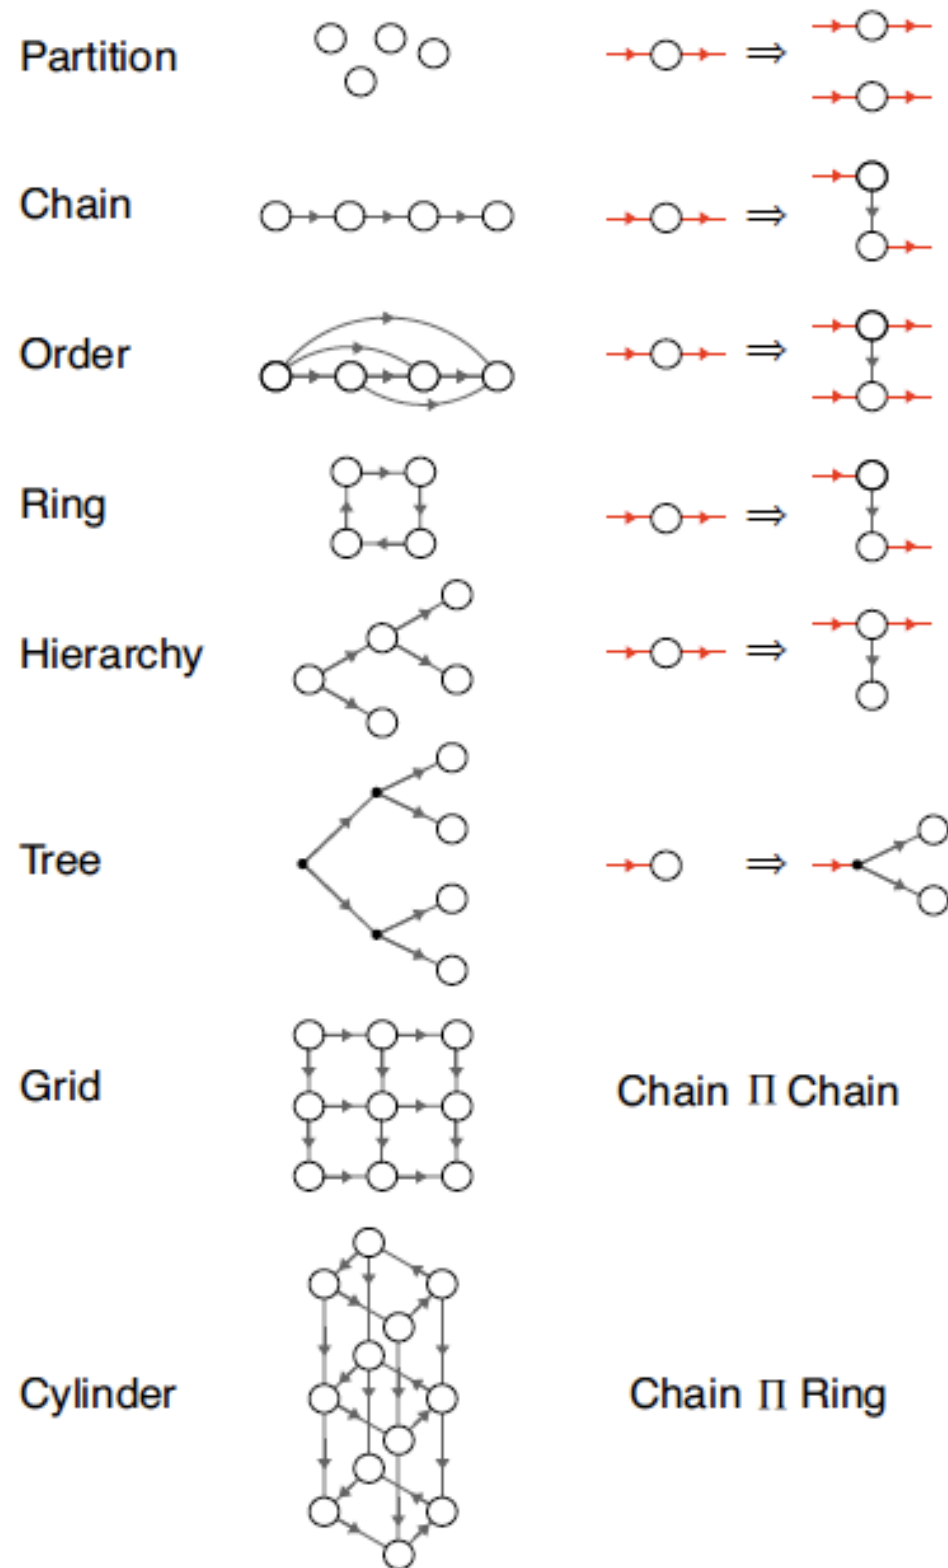 Partition
Chain
Order
Ring
Hierarchy
Tree
Grid
Chain Π Chain
Cylinder
Chain Π Ring